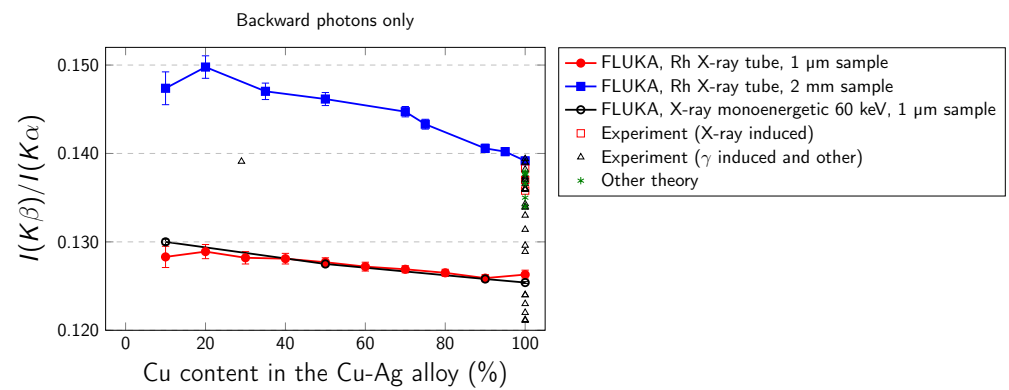 Backward photons only
0.150
0.140
0.130
0.120
I(Kβ)/I(Kα)
0
20
40
60
80
100
Cu content in the Cu-Ag alloy (%)
FLUKA, Rh X-ray tube, 1 µm sample
FLUKA, Rh X-ray tube, 2 mm sample
FLUKA, X-ray monoenergetic 60 keV, 1 µm sample
Experiment (X-ray induced)
Experiment (γ induced and other)
Other theory